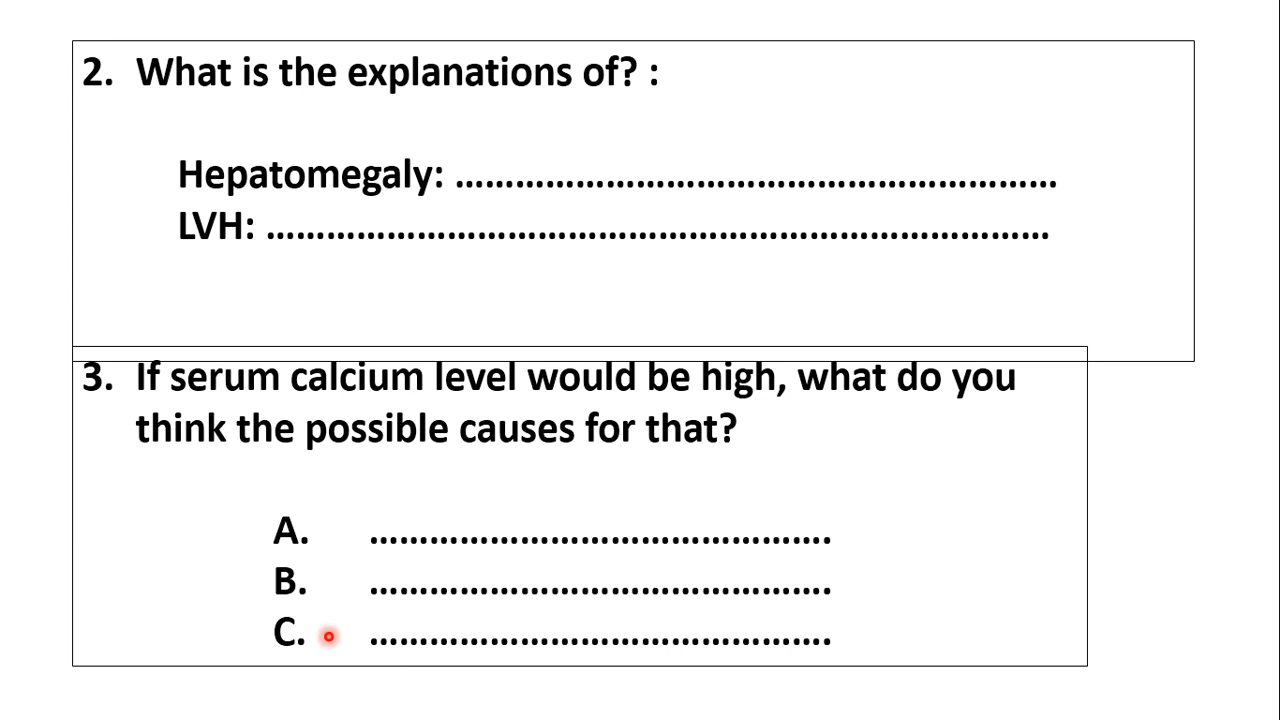 2. What is the explanations of? :
Hepatomegaly: ………………………………………………………
LVH: ………………………………………………………………………
3. If serum calcium level would be high, what do you
think the possible causes for that?
A. ……………………………………….
B. ……………………………………….
C. ……………………………………….